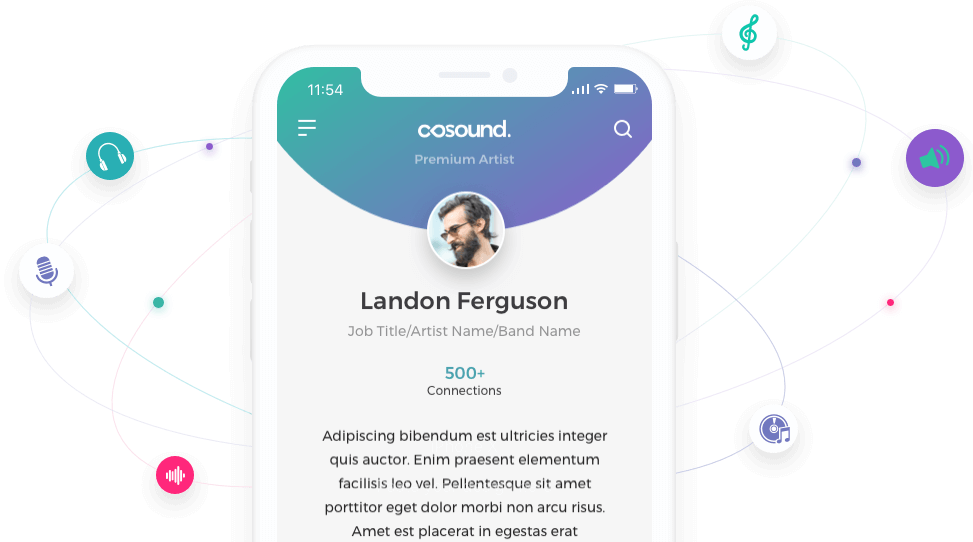 11:54
cosound.
Premium Artist
Landon Ferguson
Job Title/Artist Name/Band Name
500+
Connections
Adipiscing bibendum est ultricies integer
quis auctor. Enim praesent elementum
facilisis leo vel. Pellentesque sit amet
porttitor eget dolor morbi non arcu risus.
Amet est placerat in egestas erat